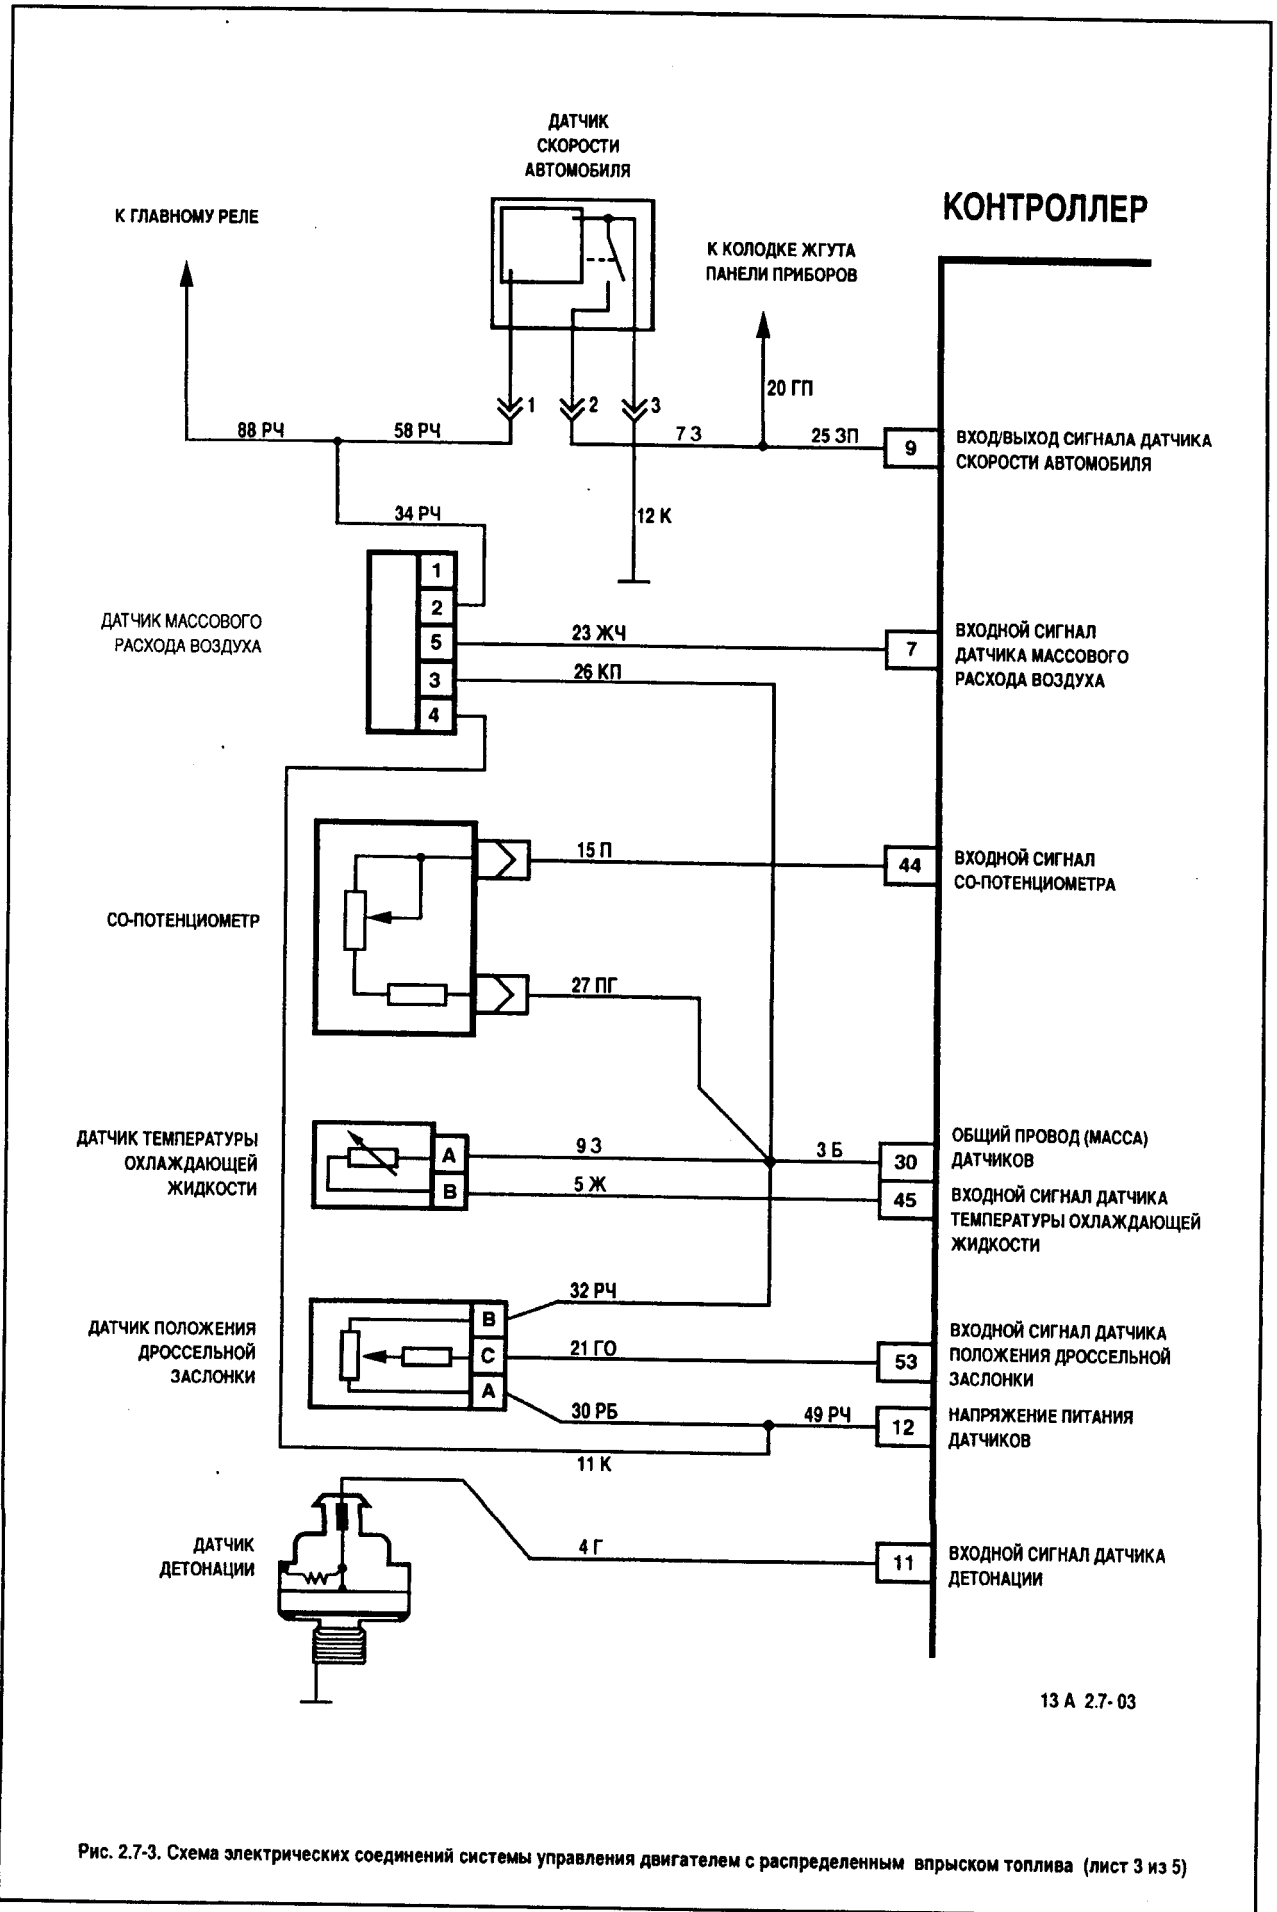 ДАТЧИК
СКОРОСТИ
АВТОМОБИЛЯ
К ГЛАВНОМУ РЕЛЕ
КОНТРОЛЛЕР
К КОЛОДКЕ ЖГУТА
ПАНЕЛИ ПРИБОРОВ
20 ГП
1
2
3
88 РЧ
58 РЧ
7 З
25 ЗП
9
ВХОД/ВЫХОД СИГНАЛА ДАТЧИКА
СКОРОСТИ АВТОМОБИЛЯ
34 РЧ
12 К
ДАТЧИК МАССОВОГО
РАСХОДА ВОЗДУХА
1
2
5
3
4
23 ЖЧ
26 КП
7
ВХОДНОЙ СИГНАЛ
ДАТЧИКА МАССОВОГО
РАСХОДА ВОЗДУХА
СО-ПОТЕНЦИОМЕТР
15 П
44
ВХОДНОЙ СИГНАЛ
СО-ПОТЕНЦИОМЕТРА
27 ПГ
ДАТЧИК ТЕМПЕРАТУРЫ
ОХЛАЖДАЮЩЕЙ
ЖИДКОСТИ
A
B
9 З
3 Б
5 Ж
30
ОБЩИЙ ПРОВОД (МАССА)
ДАТЧИКОВ
45
ВХОДНОЙ СИГНАЛ ДАТЧИКА
ТЕМПЕРАТУРЫ ОХЛАЖДАЮЩЕЙ
ЖИДКОСТИ
ДАТЧИК ПОЛОЖЕНИЯ
ДРОССЕЛЬНОЙ
ЗАСЛОНКИ
B
C
A
32 РЧ
21 ГО
30 РБ
49 РЧ
11 К
53
ВХОДНОЙ СИГНАЛ ДАТЧИКА
ПОЛОЖЕНИЯ ДРОССЕЛЬНОЙ
ЗАСЛОНКИ
12
НАПРЯЖЕНИЕ ПИТАНИЯ
ДАТЧИКОВ
ДАТЧИК
ДЕТОНАЦИИ
4 Г
11
ВХОДНОЙ СИГНАЛ ДАТЧИКА
ДЕТОНАЦИИ
13 А 2.7- 03
Рис. 2.7-3. Схема электрических соединений системы управления двигателем с распределенным впрыском топлива (лист 3 из 5)